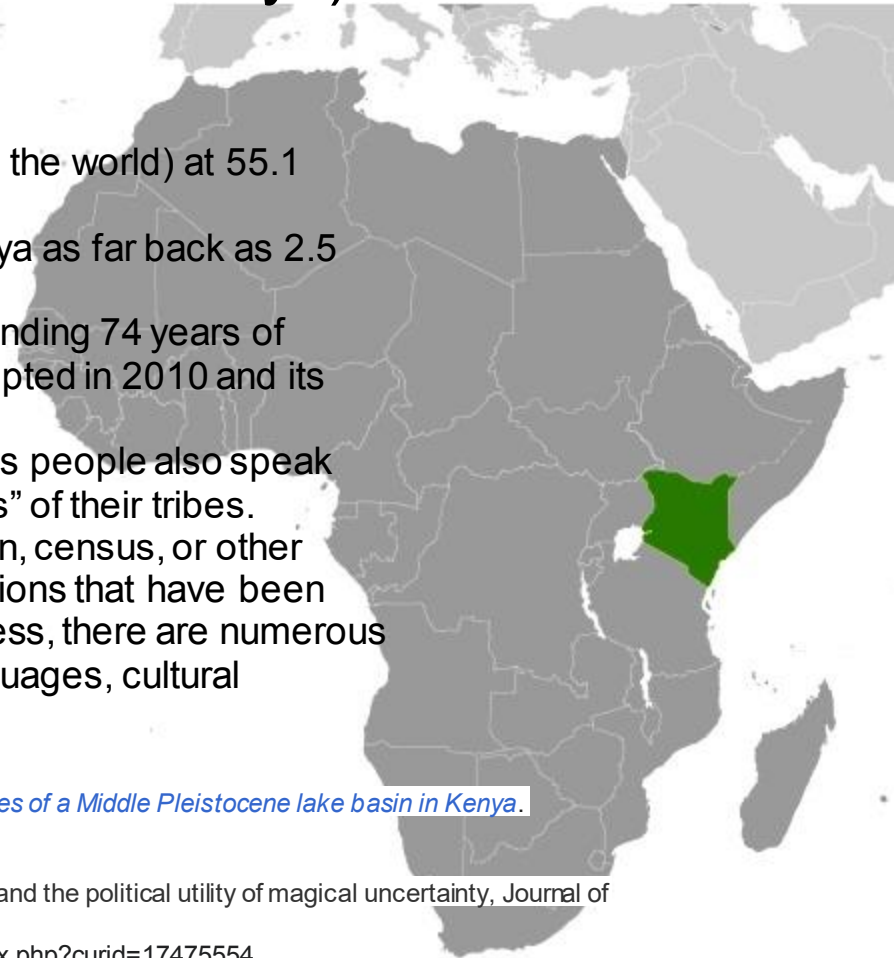 the world) at 55.1
ya as far back as 2.5
nding 74 years of
pted in 2010 and its
s people also speak
s” of their tribes.
n, census, or other
ions that have been
ess, there are numerous
uages, cultural
es of a Middle Pleistocene lake basin in Kenya.
and the political utility of magical uncertainty, Journal of
x.php?curid=17475554